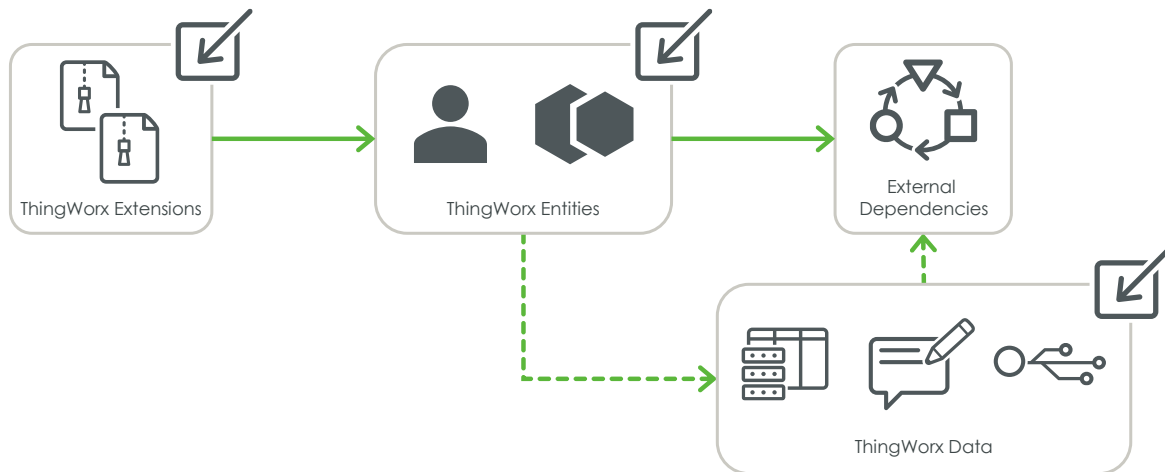 ThingWorx Extensions
ThingWorx Entities
External
Dependencies
ThingWorx Data